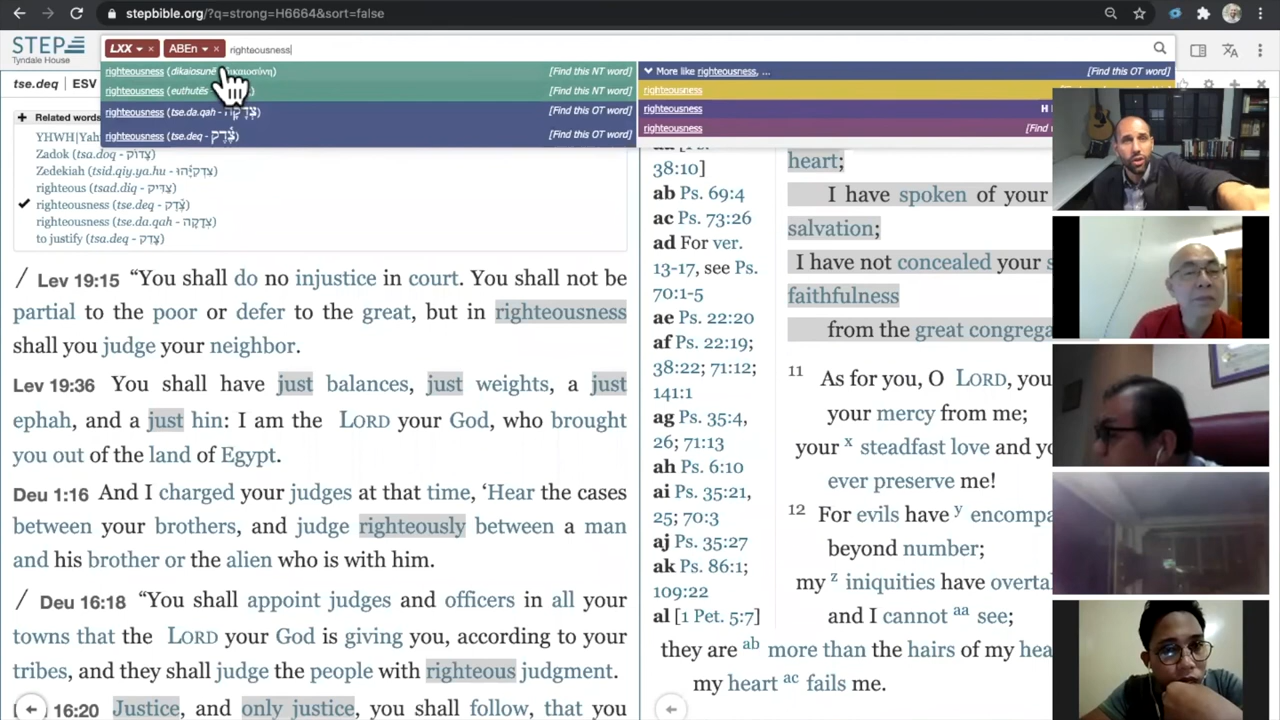 stepbible.org/?q=strong=H6664&sort=false
STEP
Tyndale House
LXX ABEn righteousness
righteousness (dikaiosunē [Find this NT word]
righteousness (euthutēs [Find this NT word]
righteousness (tse.da.qah - צְדָקָה) [Find this OT word]
righteousness (tse.deq - צֶ֫דֶק) [Find this OT word]
More like righteousness, ... [Find this OT word]
righteousness
righteousness H
righteousness [Find
tse.deq ESV
Related words
YHWH|Yah
Zadok (tsa.doq - צָדוֹק)
Zedekiah (tsid.qiy.ya.hu -
righteous (tsad.diq - צַדִּיק)
righteousness (tse.deq - צֶ֫דֶק)
righteousness (tse.da.qah - צְדָקָה)
to justify (tsa.deq - צָדֵק)
/ Lev 19:15 “You shall do no injustice in court. You shall not be
partial to the poor or defer to the great, but in righteousness
shall you judge your neighbor.
Lev 19:36 You shall have just balances, just weights, a just
ephah, and a just hin: I am the LORD your God, who brought
you out of the land of Egypt.
Deu 1:16 And I charged your judges at that time, ‘Hear the cases
between your brothers, and judge righteously between a man
and his brother or the alien who is with him.
/ Deu 16:18 “You shall appoint judges and officers in all your
towns that the LORD your God is giving you, according to your
tribes, and they shall judge the people with righteous judgment.
16:20 Justice, and only justice, you shall follow, that you
38:10]
ab Ps. 69:4
ac Ps. 73:26
ad For ver.
13-17, see Ps.
70:1-5
ae Ps. 22:20
af Ps. 22:19;
38:22; 71:12;
141:1
ag Ps. 35:4,
26; 71:13
ah Ps. 6:10
ai Ps. 35:21,
25; 70:3
aj Ps. 35:27
ak Ps. 86:1;
109:22
al [1 Pet. 5:7]
heart;
I have spoken of your
salvation;
I have not concealed your s
faithfulness
from the great congrega
11 As for you, O LORD, you
your mercy from me;
your x steadfast love and yo
ever preserve me!
12 For evils have y encompa
beyond number;
my z iniquities have overta
and I cannot aa see;
they are ab more than the hairs of my hea
my heart ac fails me.